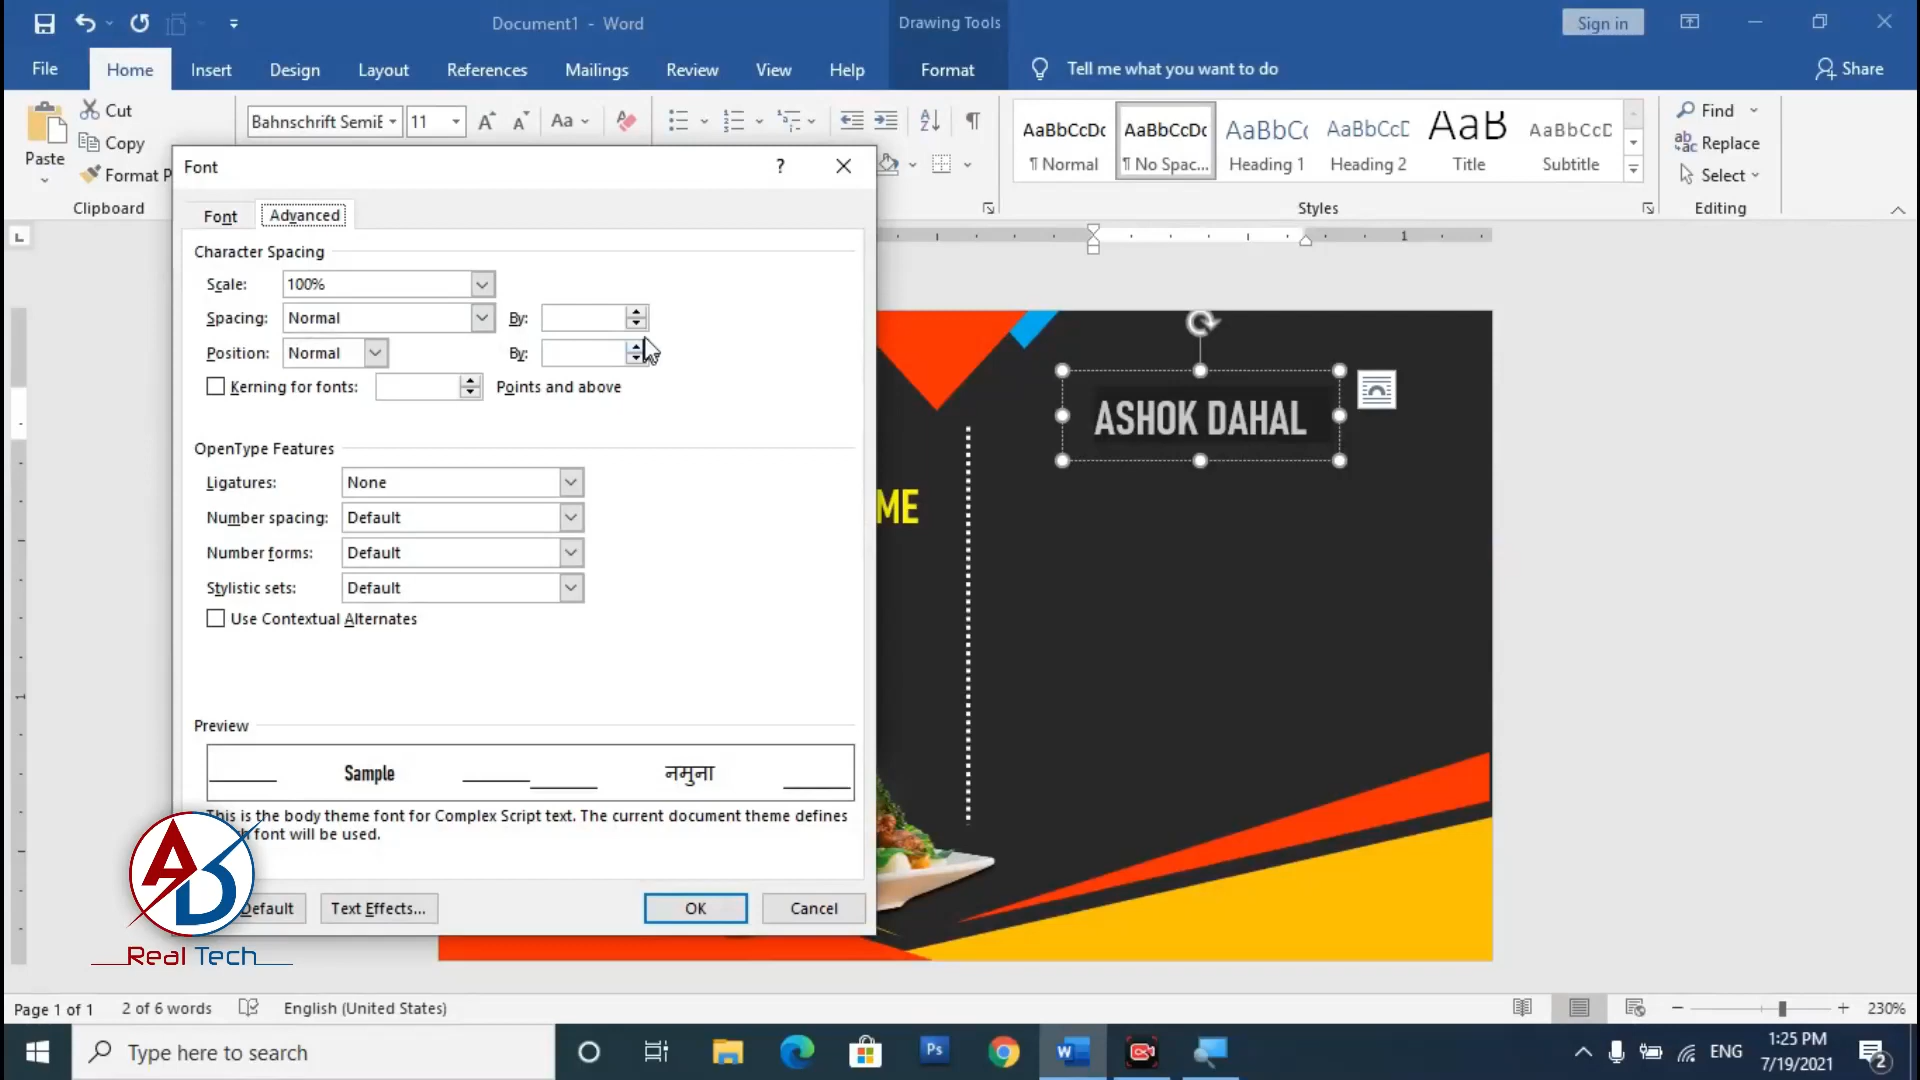 Document1 - Word
Drawing Tools
Sign in
File
Home
Insert
Design
Layout
References
Mailings
Review
View
Help
Format
Tell me what you want to do
Share
Paste
Cut
Copy
Format P
Clipboard
Bahnschrift SemiE
11
Aa
AaBbCcDc
¶ Normal
AaBbCcDc
¶ No Spac...
AaBbCc
Heading 1
AaBbCcD
Heading 2
AaB
Title
AaBbCcD
Subtitle
Styles
Find
Replace
Select
Editing
Font
?
Font
Advanced
Character Spacing
Scale: 100%
Spacing: Normal By:
Position: Normal By:
Kerning for fonts: Points and above
OpenType Features
Ligatures: None
Number spacing: Default
Number forms: Default
Stylistic sets: Default
Use Contextual Alternates
Preview
Sample नमुना
This is the body theme font for Complex Script text. The current document theme defines
font will be used.
Default
Text Effects...
OK
Cancel
1
ASHOK DAHAL
ME
AD
Real Tech
Page 1 of 1
2 of 6 words
English (United States)
230%
Type here to search
Ps
W
ENG
1:25 PM
7/19/2021
2